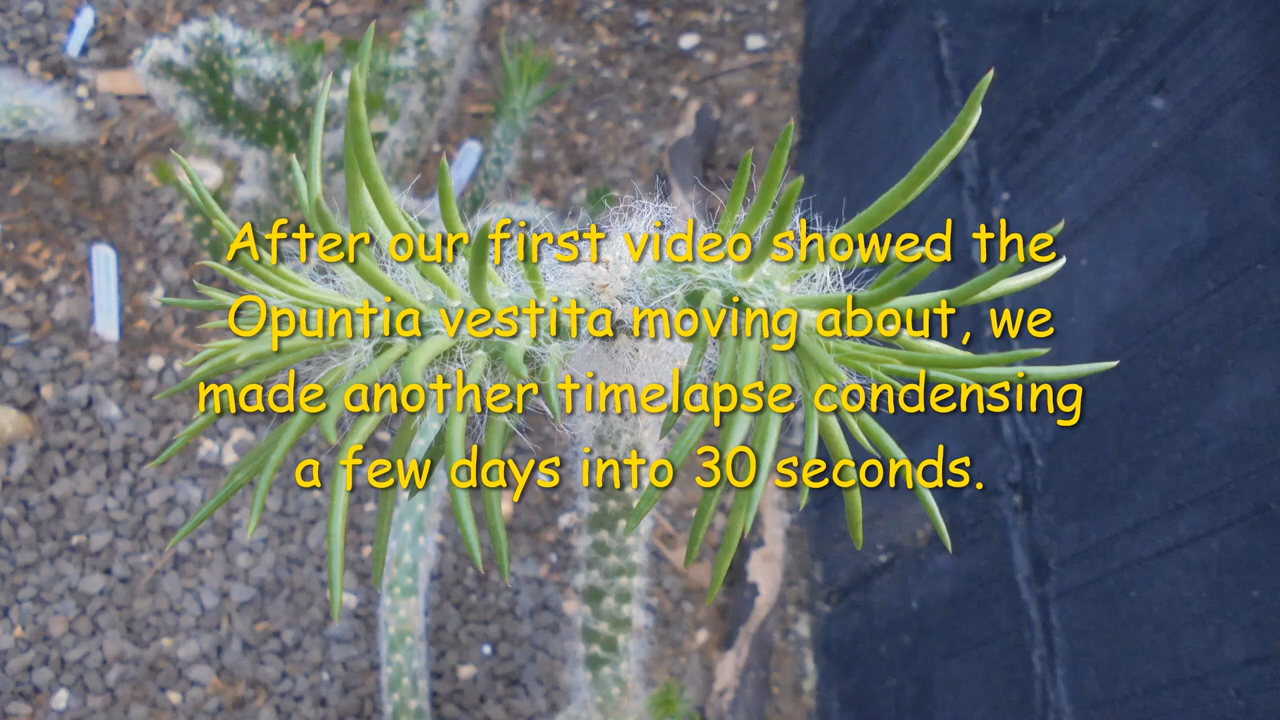 After our first video showed the
Opuntia vestita moving about, we
made another timelapse condensing
a few days into 30 seconds.